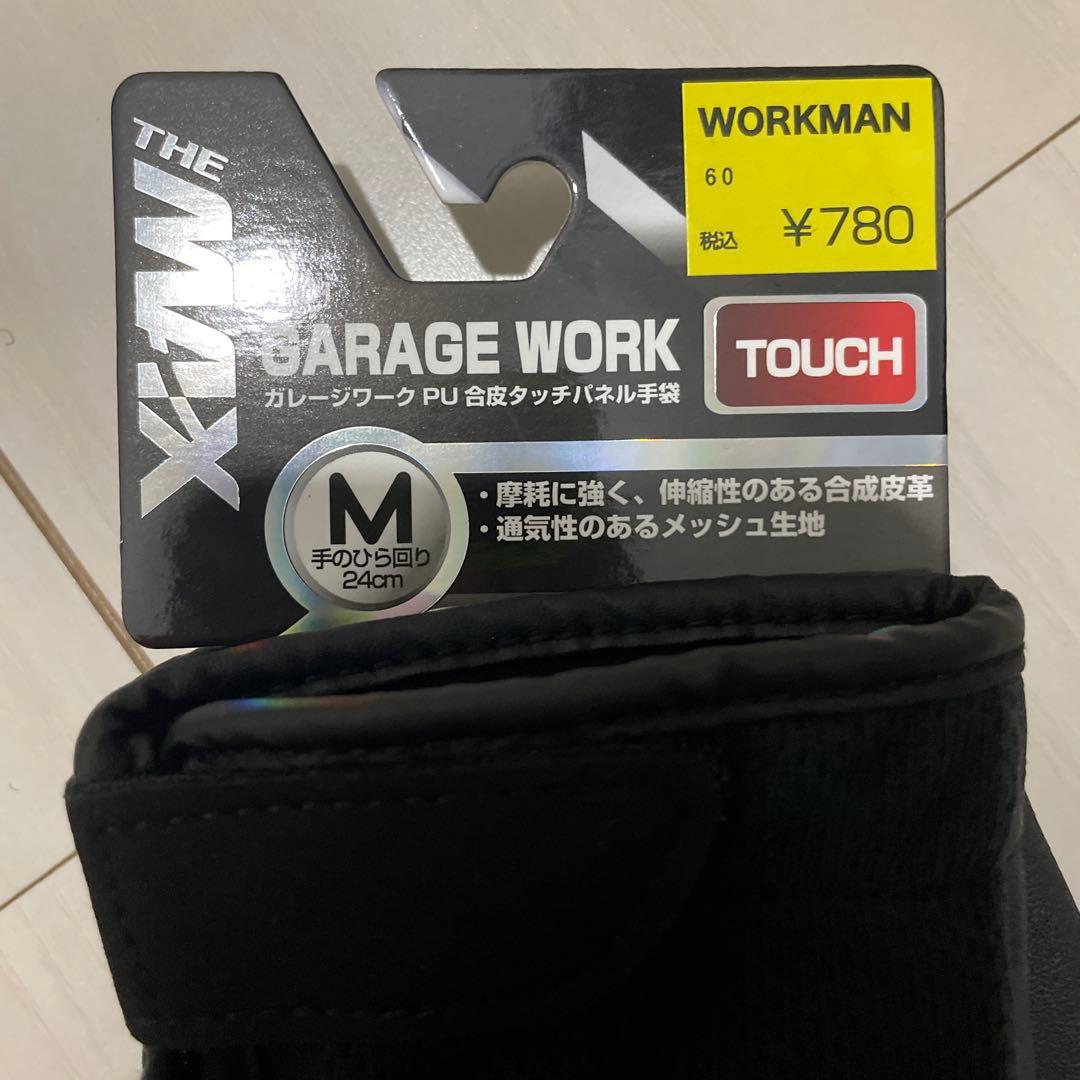 THE
MAX
WORKMAN
60
税込 ¥780
GARAGE WORK
TOUCH
ガレージワーク PU 合皮タッチパネル手袋
M
手のひら回り
24cm
・摩耗に強く、伸縮性のある合成皮革
・通気性のあるメッシュ生地